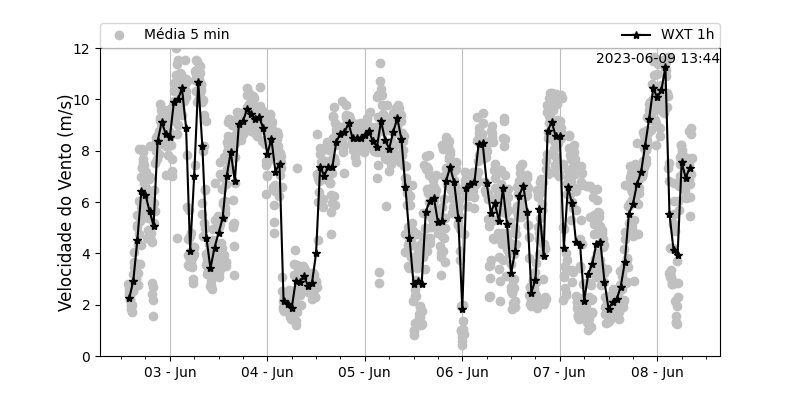 Média 5 min
WXT 1h
2023-06-09 13:44
Velocidade do Vento (m/s)
12
10
8
6
4
2
0
03 - Jun
04 - Jun
05 - Jun
06 - Jun
07 - Jun
08 - Jun